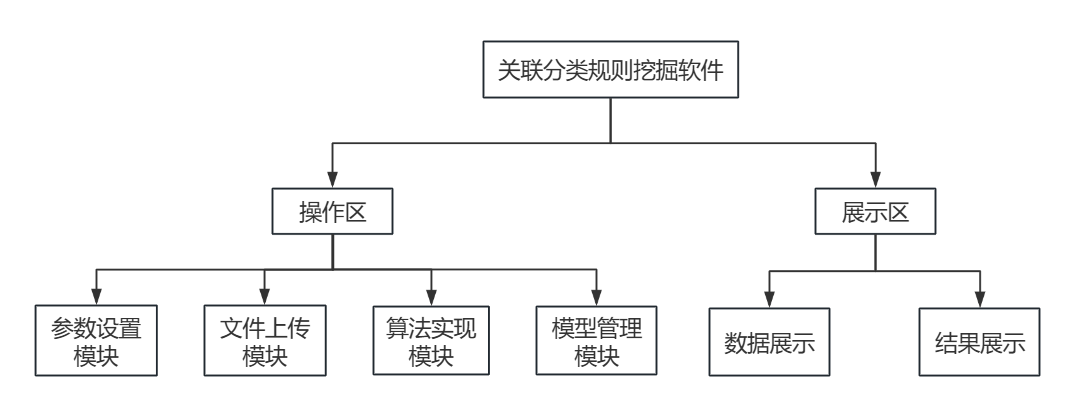 关联分类规则挖掘软件
操作区
展示区
参数设置
模块
文件上传
模块
算法实现
模块
模型管理
模块
数据展示
结果展示